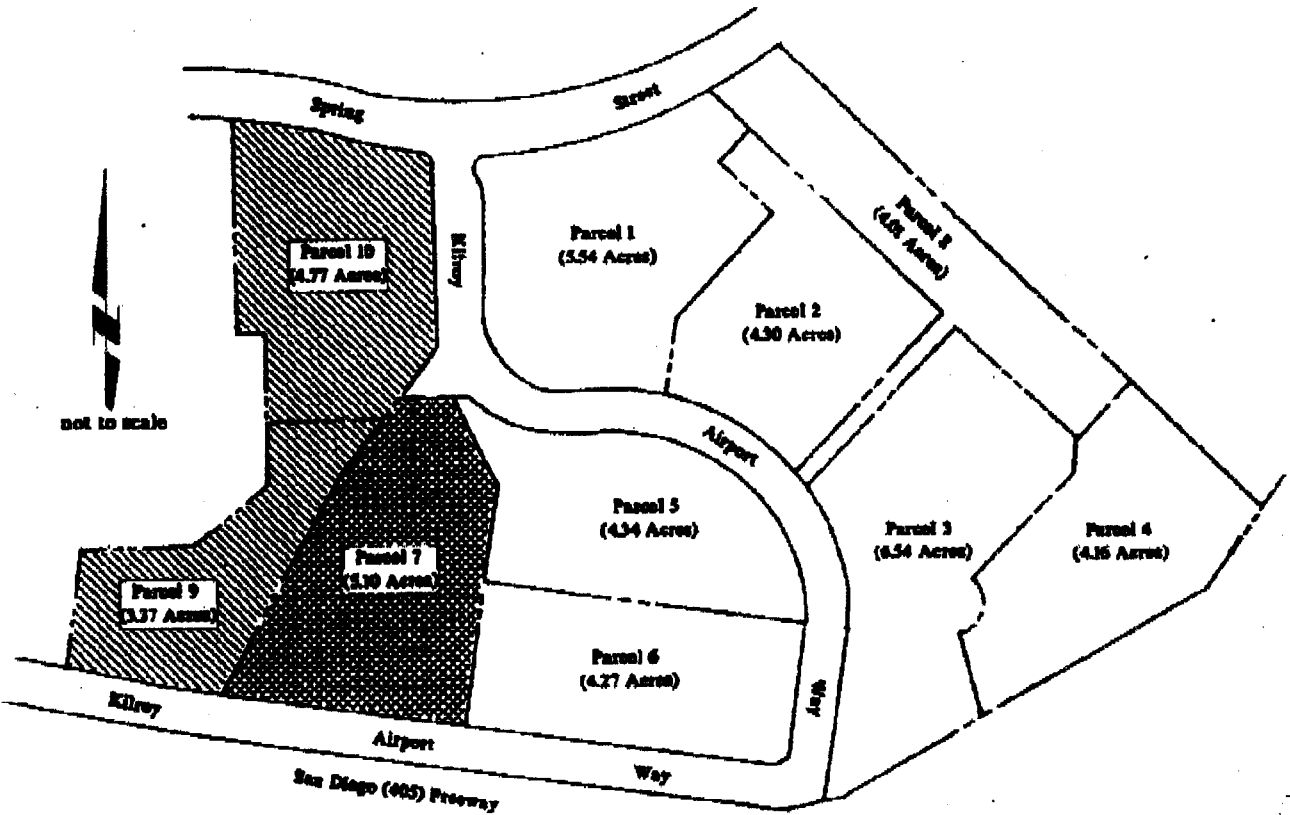 Spring
Street
Parcel 10
(4.77 Acres)
Kilroy
Parcel 1
(5.54 Acres)
Parcel 8
Acres)
Parcel 2
(4.30 Acres)
not to scale
Airport
Parcel 5
(4.34 Acres)
Parcel 3
(6.54 Acres)
Parcel 4
(4.16 Acres)
Parcel 7
(5.10 Acres)
Parcel 9
(3.37 Acres)
Parcel 6
(4.27 Acres)
Way
Kilroy
Airport
Way
San Diego (405) Freeway